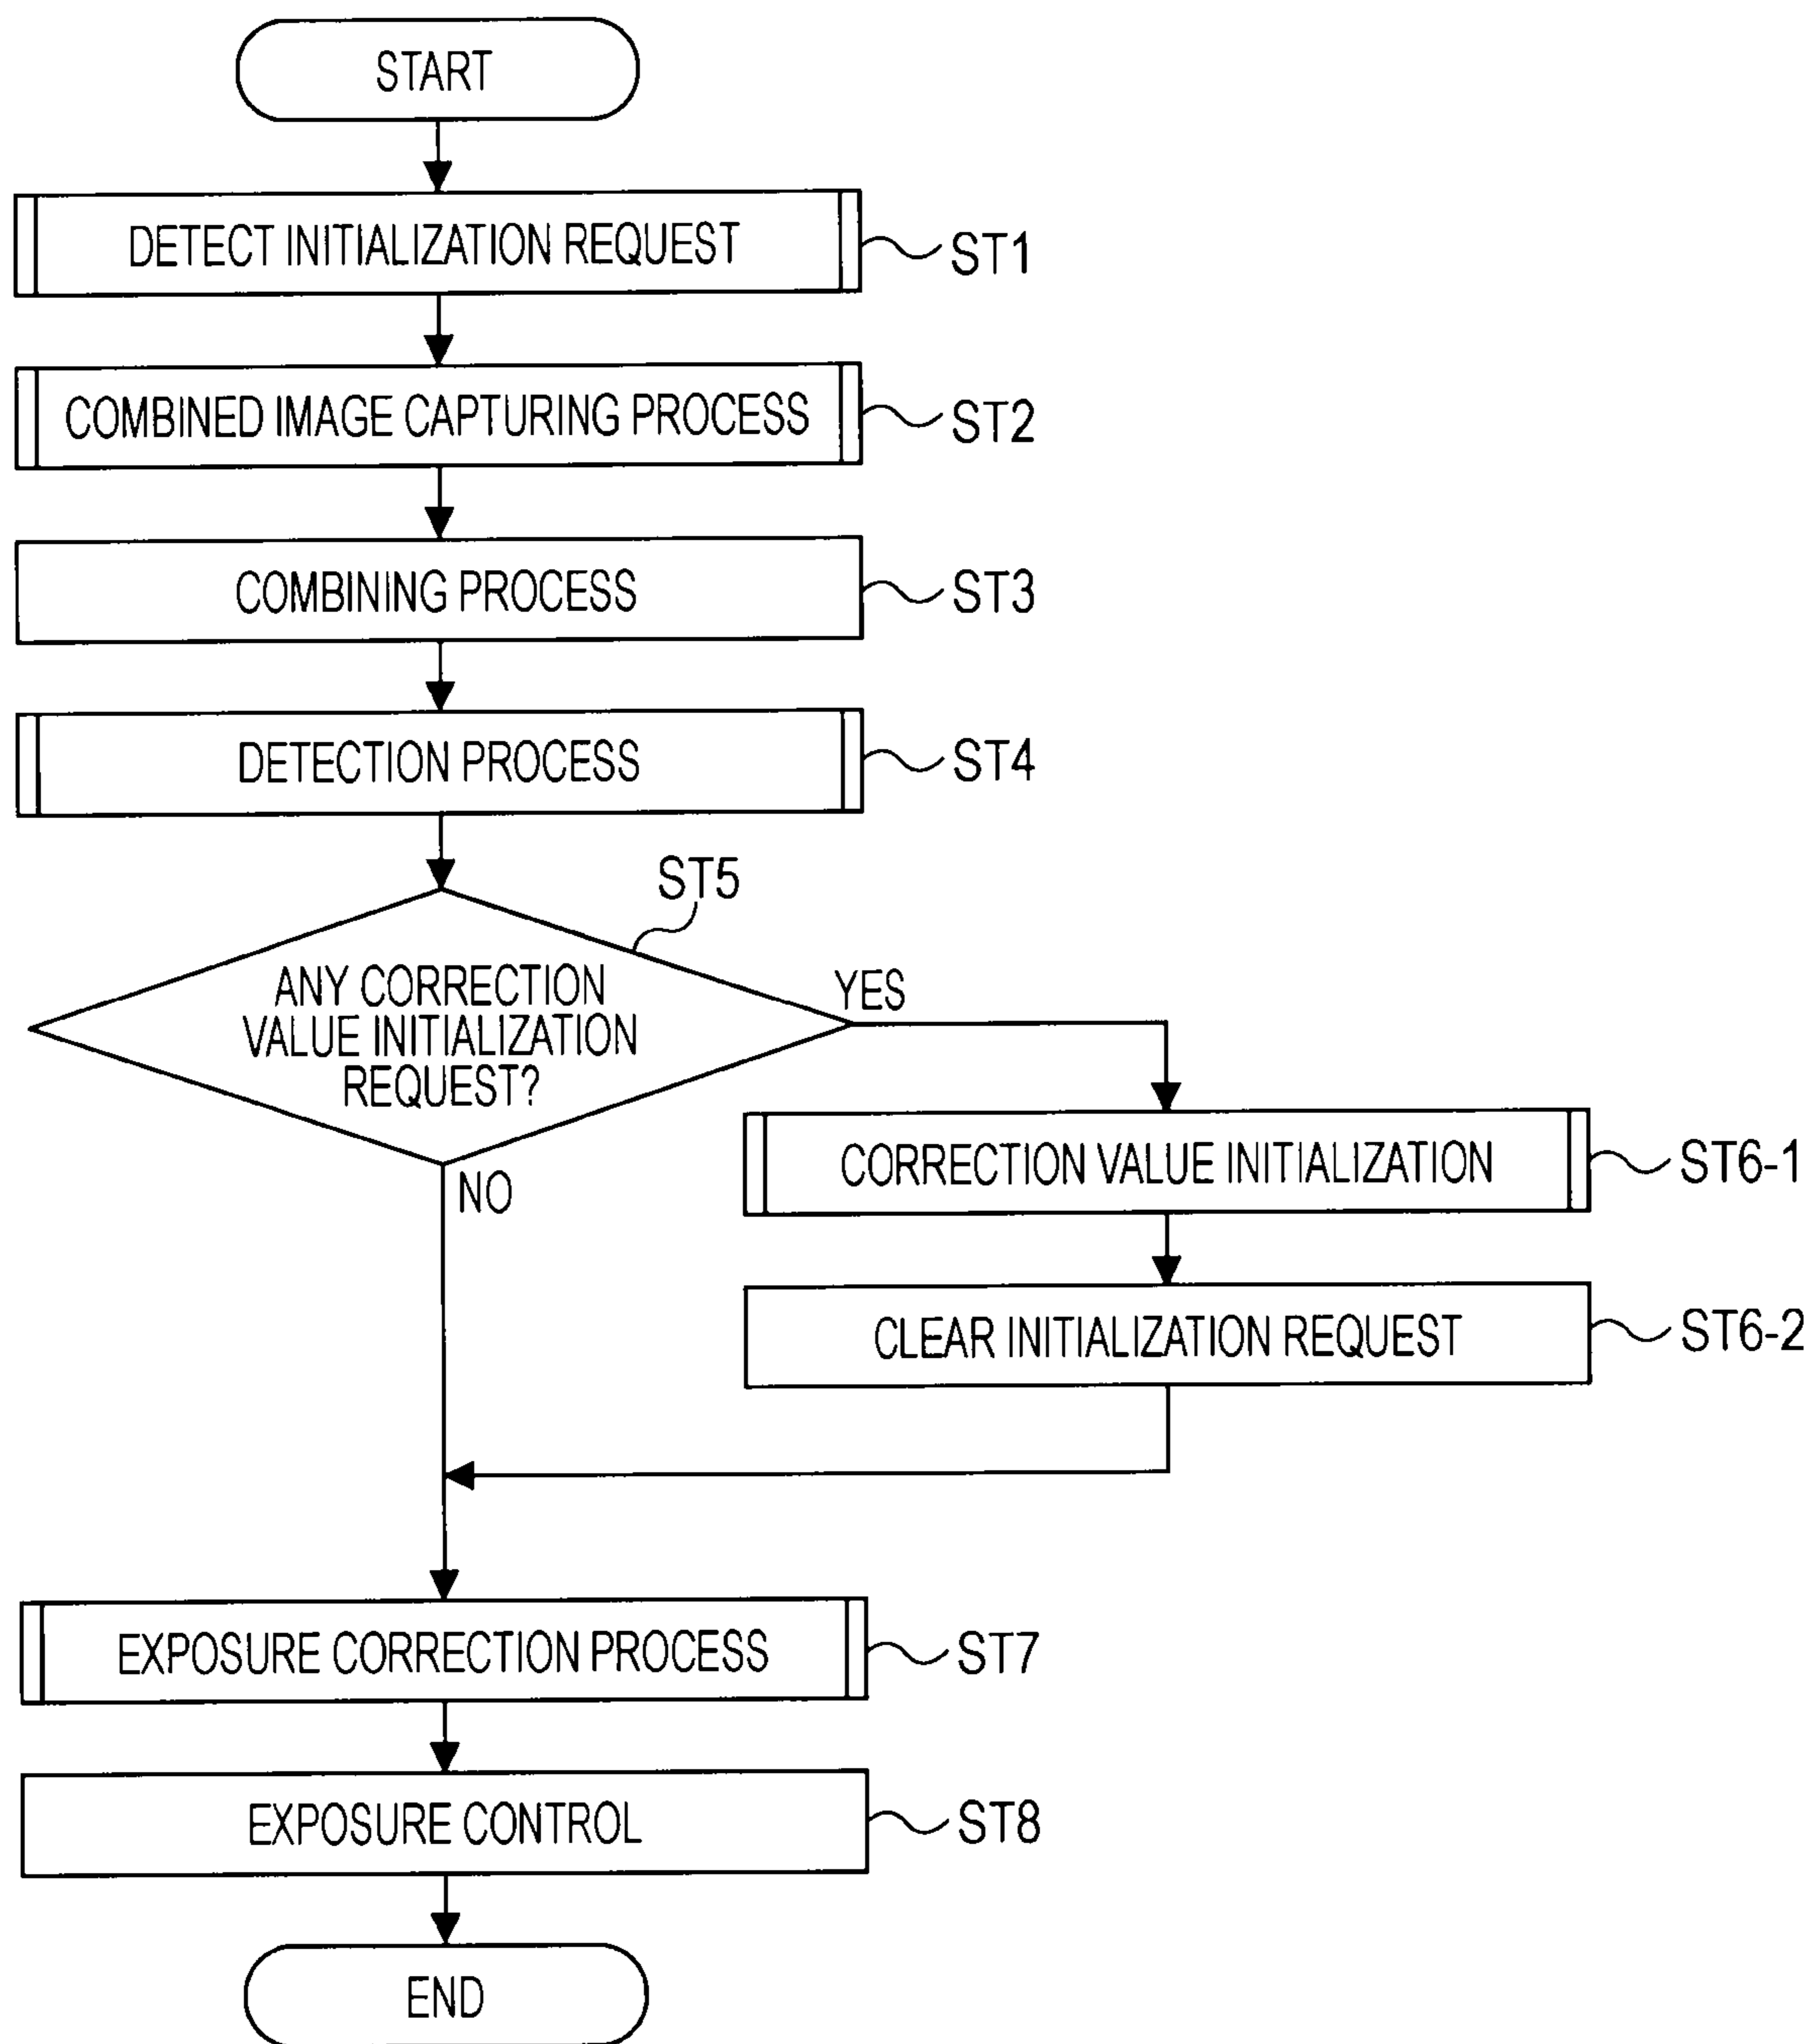 START
DETECT INITIALIZATION REQUEST
ST1
COMBINED IMAGE CAPTURING PROCESS
ST2
COMBINING PROCESS
ST3
DETECTION PROCESS
ST4
ST5
ANY CORRECTION
VALUE INITIALIZATION
REQUEST?
YES
NO
CORRECTION VALUE INITIALIZATION
ST6-1
CLEAR INITIALIZATION REQUEST
ST6-2
EXPOSURE CORRECTION PROCESS
ST7
EXPOSURE CONTROL
ST8
END